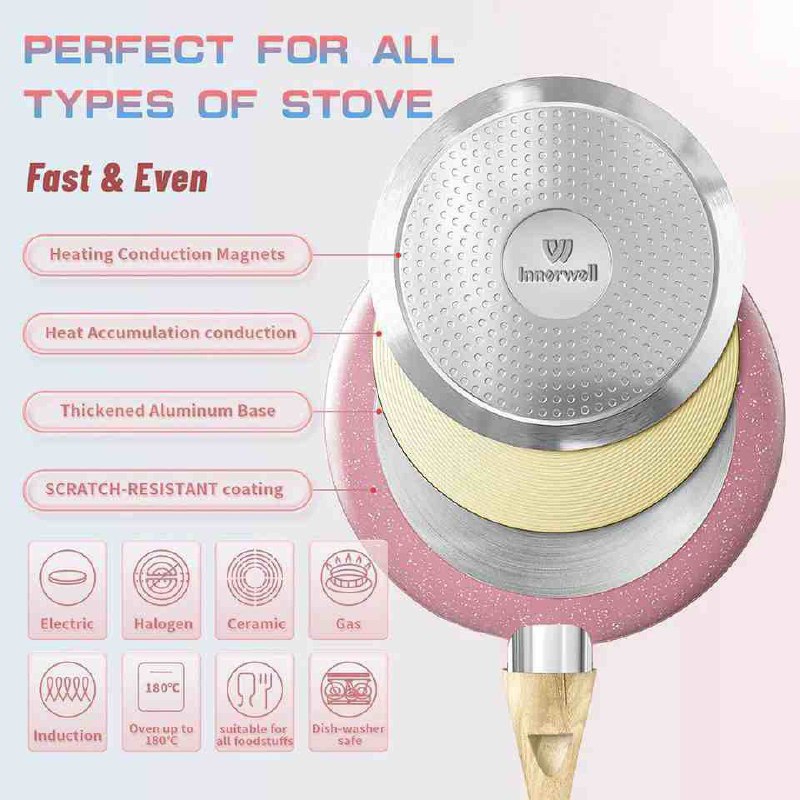 PERFECT FOR ALL
TYPES OF STOVE
Fast & Even
Heating Conduction Magnets
Heat Accumulation conduction
Thickened Aluminum Base
SCRATCH-RESISTANT coating
Innerwell
Electric
Halogen
Ceramic
Gas
Induction
180℃
Oven up to
180℃
suitable for
all foodstuffs
Dish-washer
safe